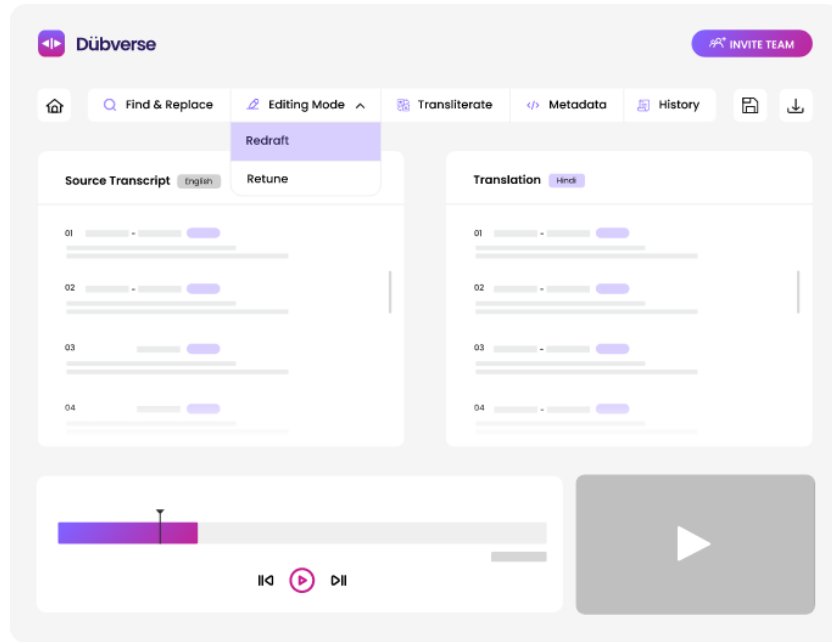 Dübverse
INVITE TEAM
Find & Replace
Editing Mode
Transliterate
Metadata
History
Redraft
Retune
Source Transcript English
Translation Hindi
01 -
02 -
03
04
01 -
02 -
03 -
04 -